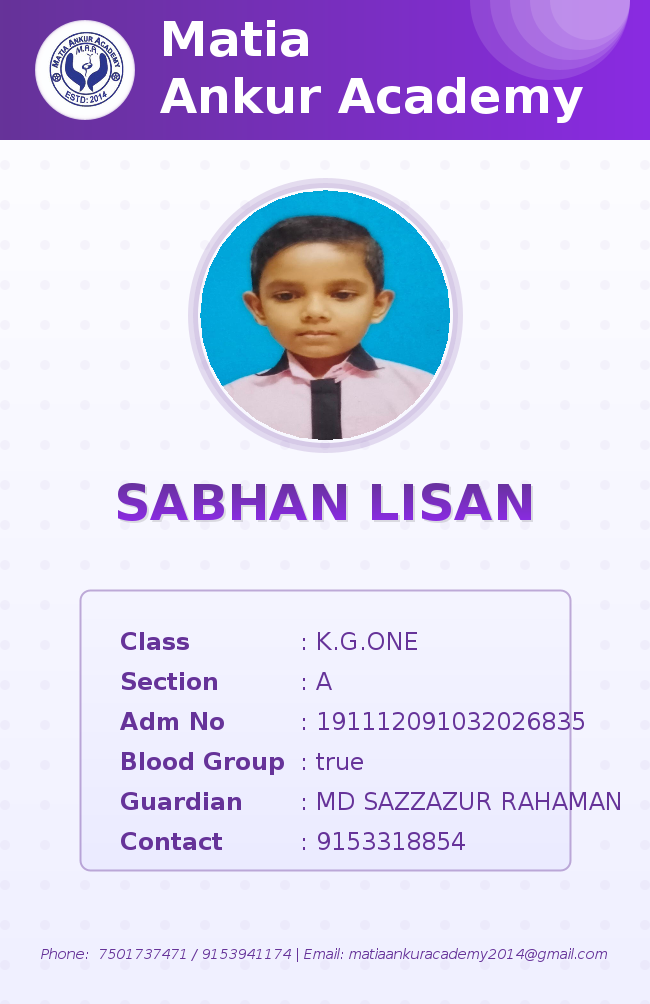 MATIA ANKUR ACADEMY
M.A.A
ESTD: 2014
Matia
Ankur Academy
SABHAN LISAN
Class : K.G.ONE
Section : A
Adm No : 191112091032026835
Blood Group : true
Guardian : MD SAZZAZUR RAHAMAN
Contact : 9153318854
Phone: 7501737471 / 9153941174 | Email: matiaankuracademy2014@gmail.com